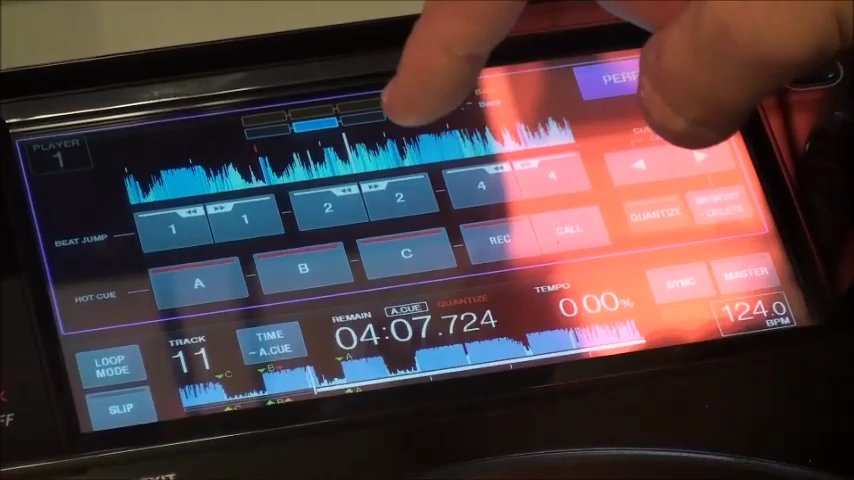 PLAYER
1
Bars
PERF
BEAT JUMP
1
1
2
2
4
4
HOT CUE
A
B
C
REC
CALL
QUANTIZE
MEMORY
DELETE
LOOP
MODE
SLIP
TRACK
11
TIME
A.CUE
REMAIN
A.CUE
QUANTIZE
04:07.724
TEMPO
0.00%
SYNC
MASTER
124.0
BPM
C
B
A
C
B
A